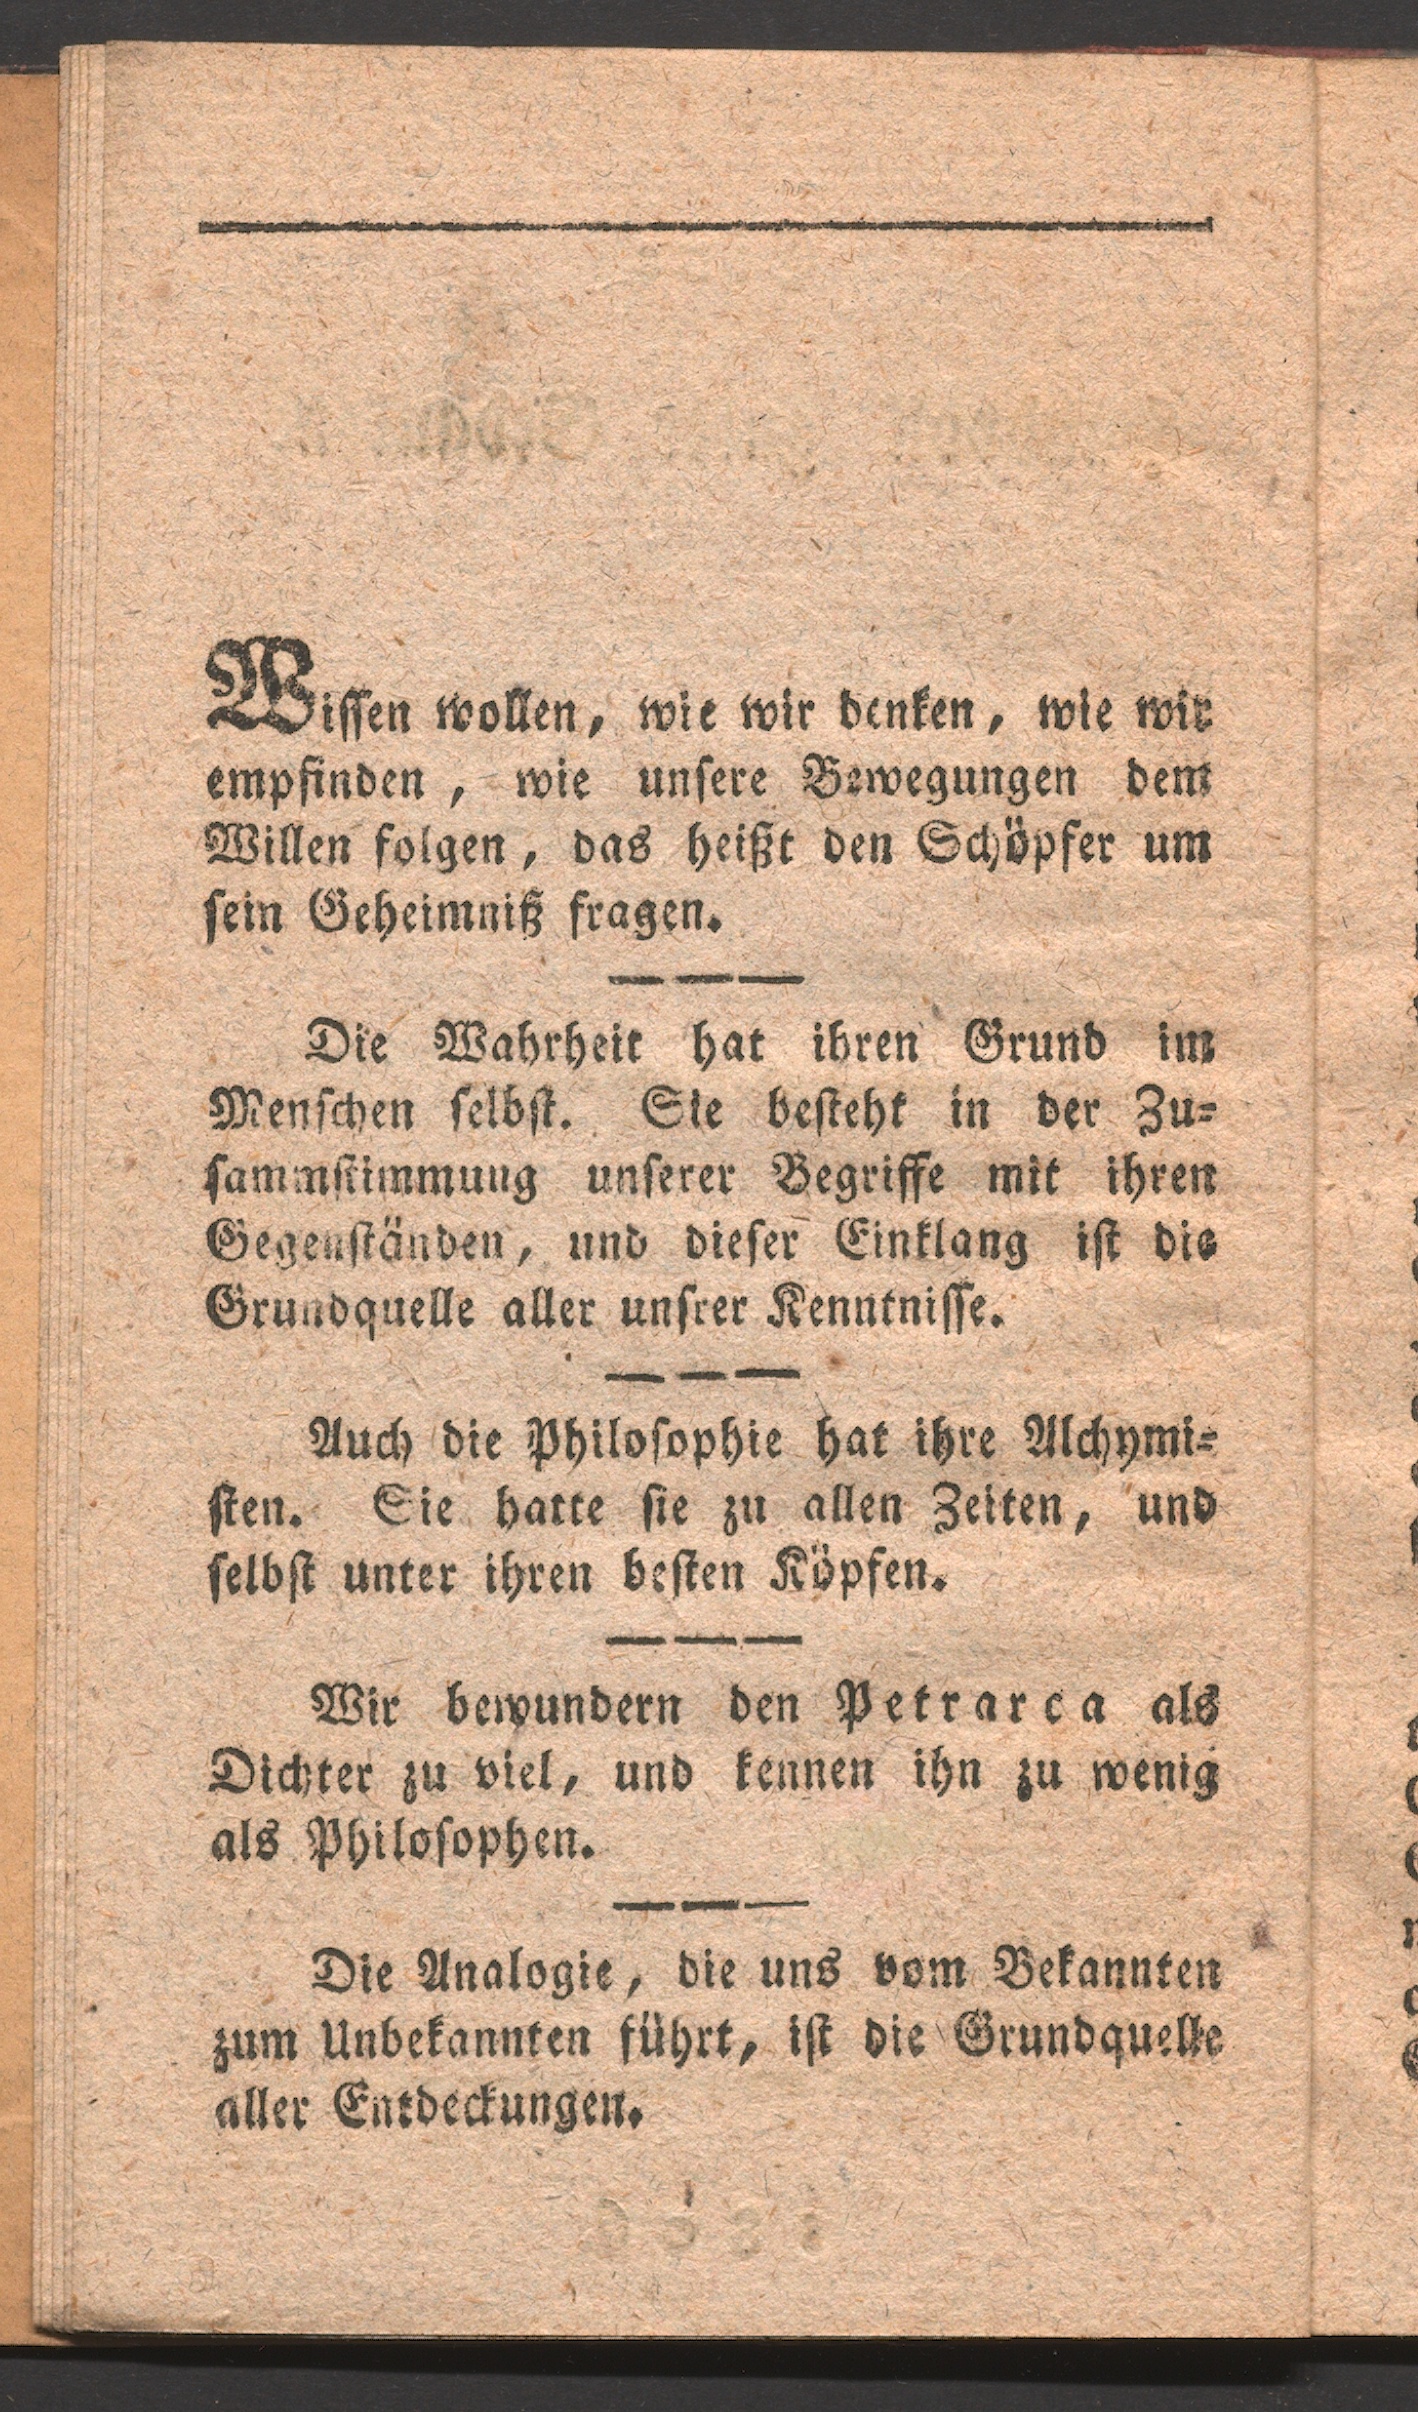 Wissen wollen, wie wir denken, wie wir
empfinden, wie unsere Bewegungen dem
Willen folgen, das heißt den Schöpfer um
sein Geheimniß fragen.
Die Wahrheit hat ihren Grund im
Menschen selbst. Sie besteht in der Zu-
sammstimmung unserer Begriffe mit ihren
Gegenständen, und dieser Einklang ist die
Grundquelle aller unsrer Kenntnisse.
Auch die Philosophie hat ihre Alchymi-
sten. Sie hatte sie zu allen Zeiten, und
selbst unter ihren besten Köpfen.
Wir bewundern den Petrarca als
Dichter zu viel, und kennen ihn zu wenig
als Philosophen.
Die Analogie, die uns vom Bekannten
zum Unbekannten führt, ist die Grundquelle
aller Entdeckungen.